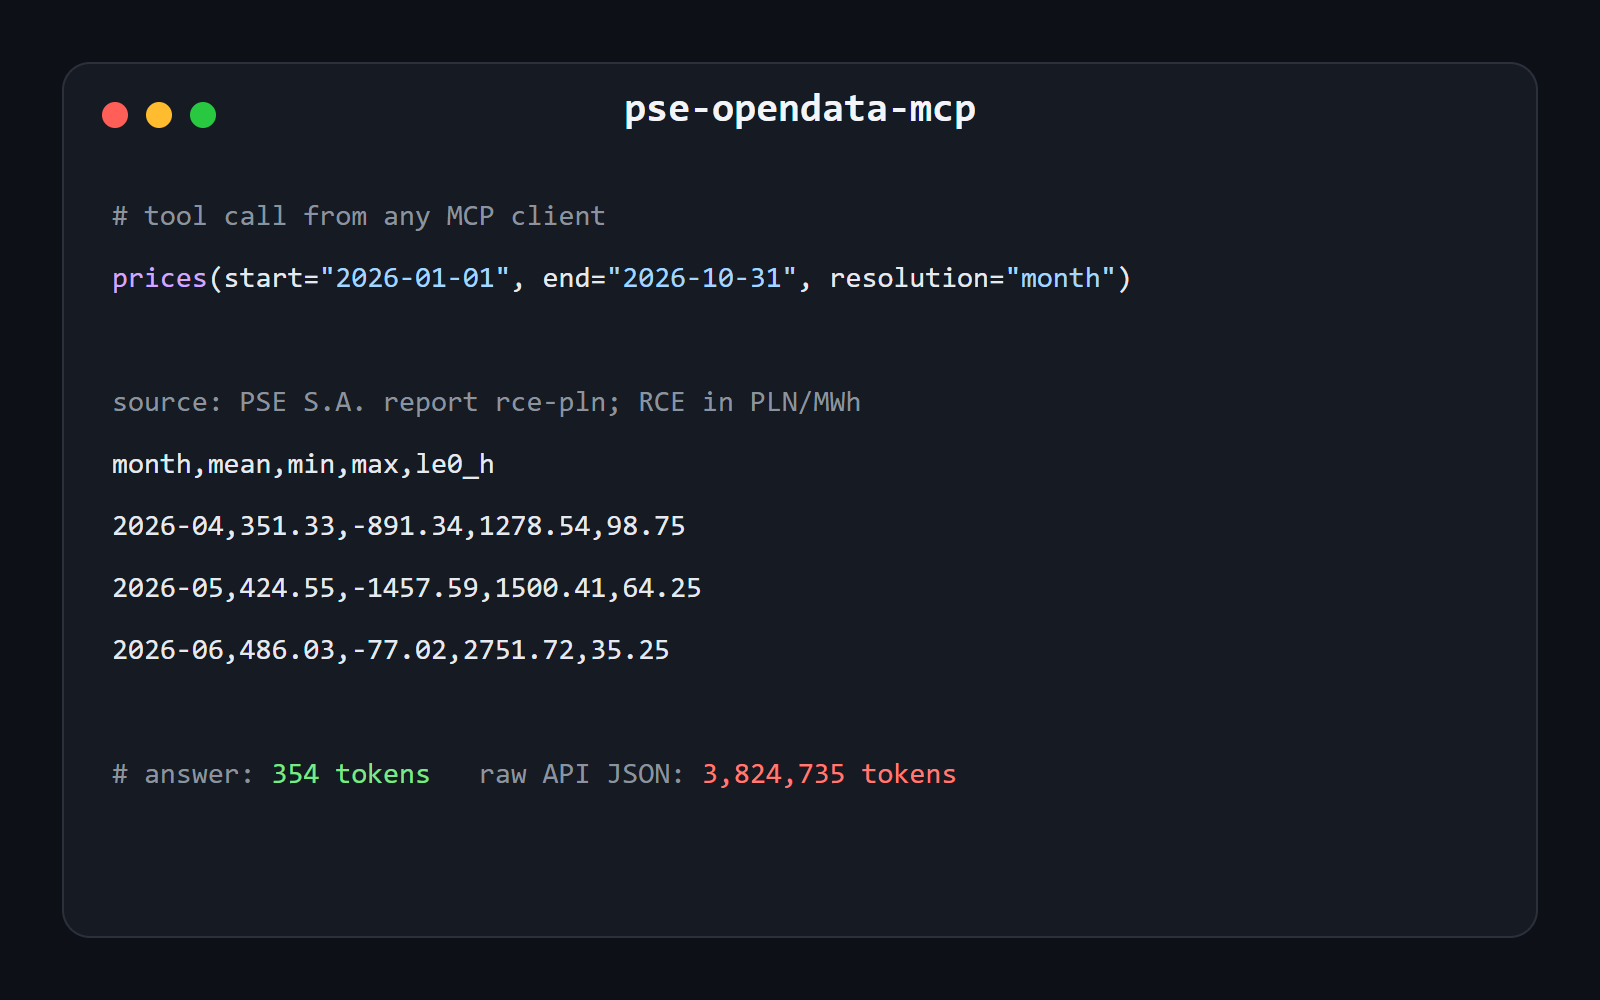 pse-opendata-mcp
# tool call from any MCP client
prices(start="2026-01-01", end="2026-10-31", resolution="month")
source: PSE S.A. report rce-pln; RCE in PLN/MWh
month,mean,min,max,le0_h
2026-04,351.33,-891.34,1278.54,98.75
2026-05,424.55,-1457.59,1500.41,64.25
2026-06,486.03,-77.02,2751.72,35.25
# answer: 354 tokens   raw API JSON: 3,824,735 tokens